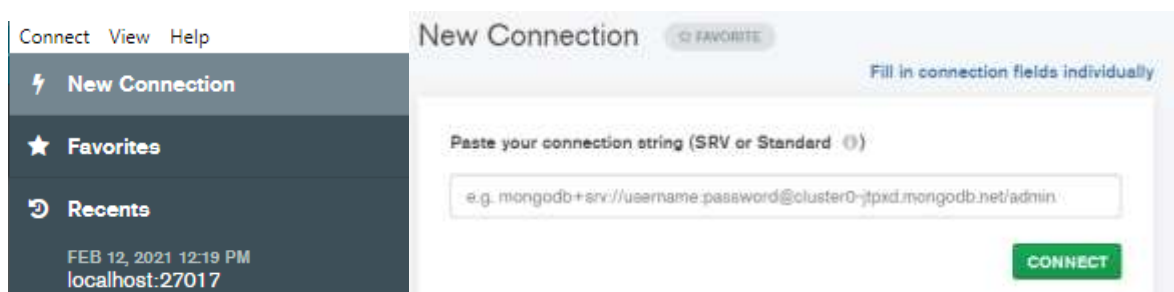 Connect View Help
New Connection
Favorites
Recents
FEB 12, 2021 12:19 PM
localhost:27017
New Connection
FAVORITE
Fill in connection fields individually
Paste your connection string (SRV or Standard )
e.g. mongodb+srv://username:password@cluster0-jtpxd.mongodb.net/admin
CONNECT